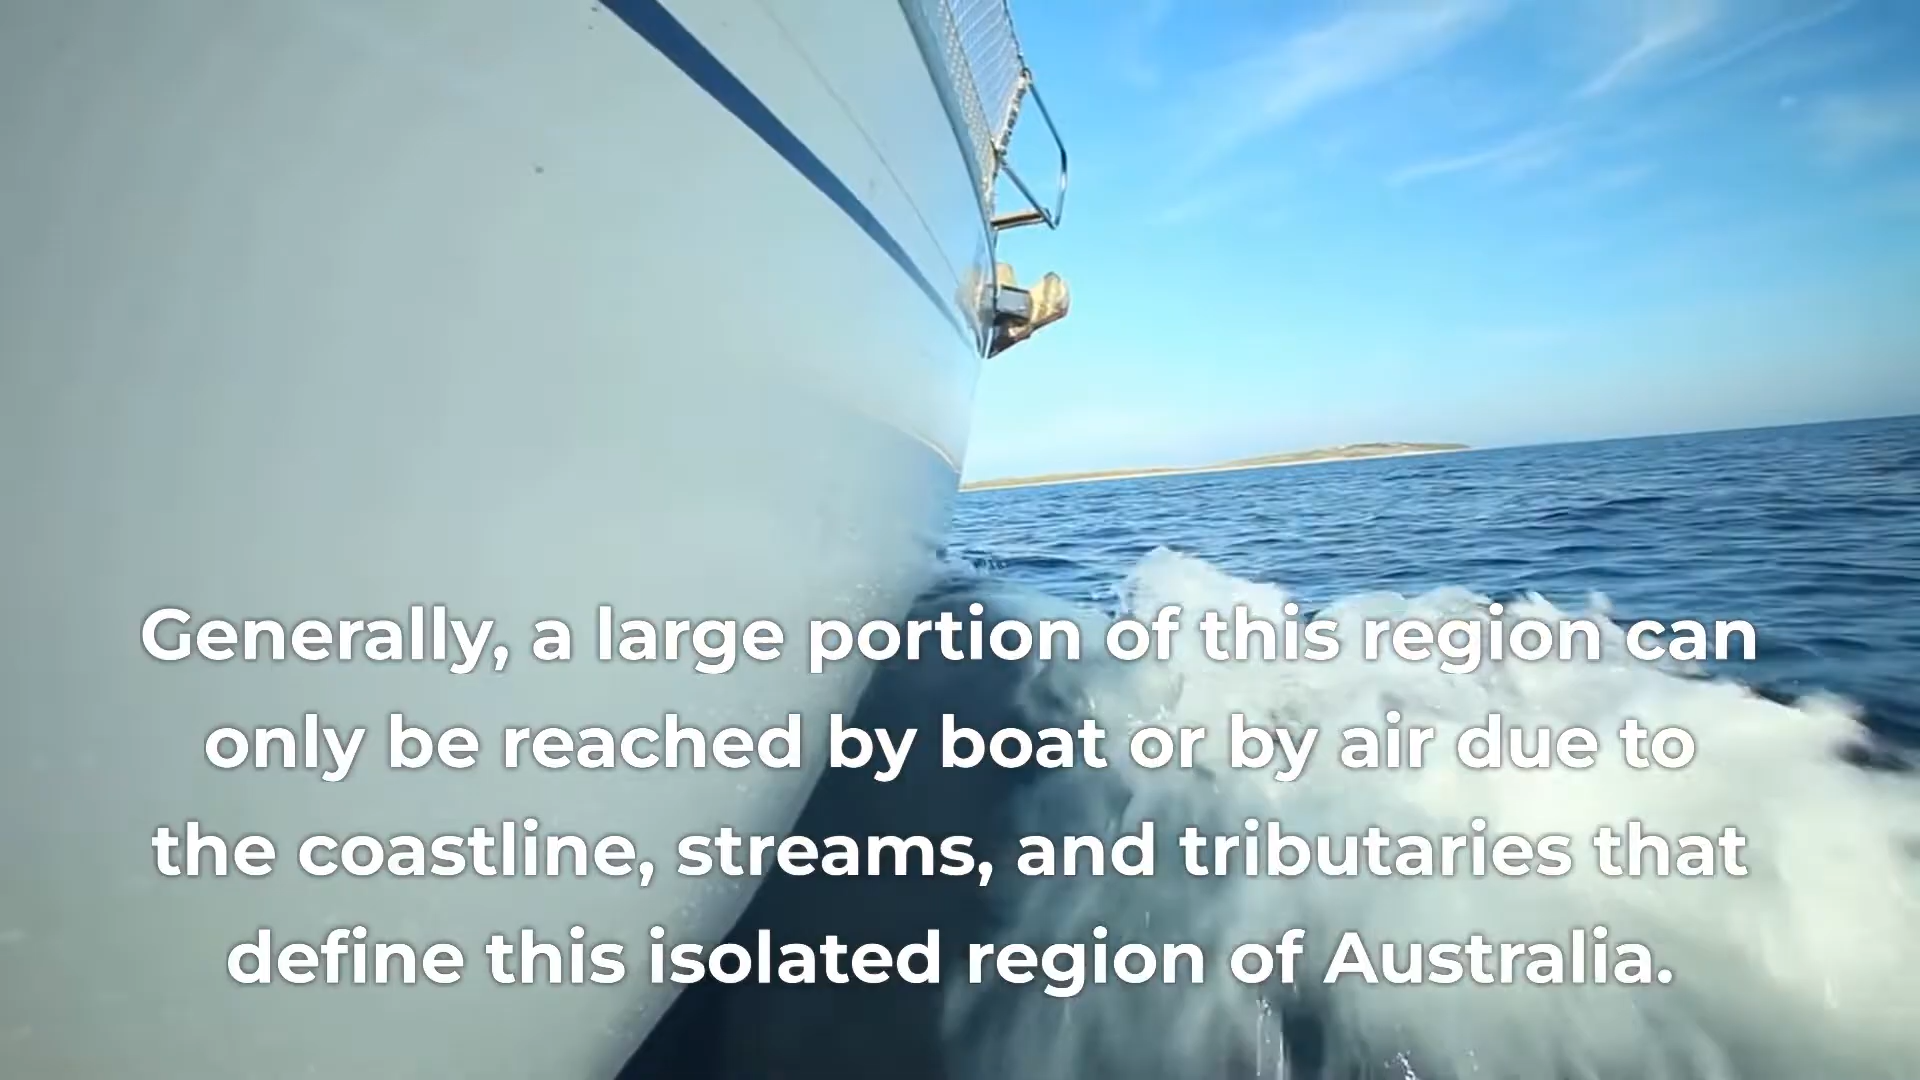 Generally, a large portion of this region can
only be reached by boat or by air due to
the coastline, streams, and tributaries that
define this isolated region of Australia.